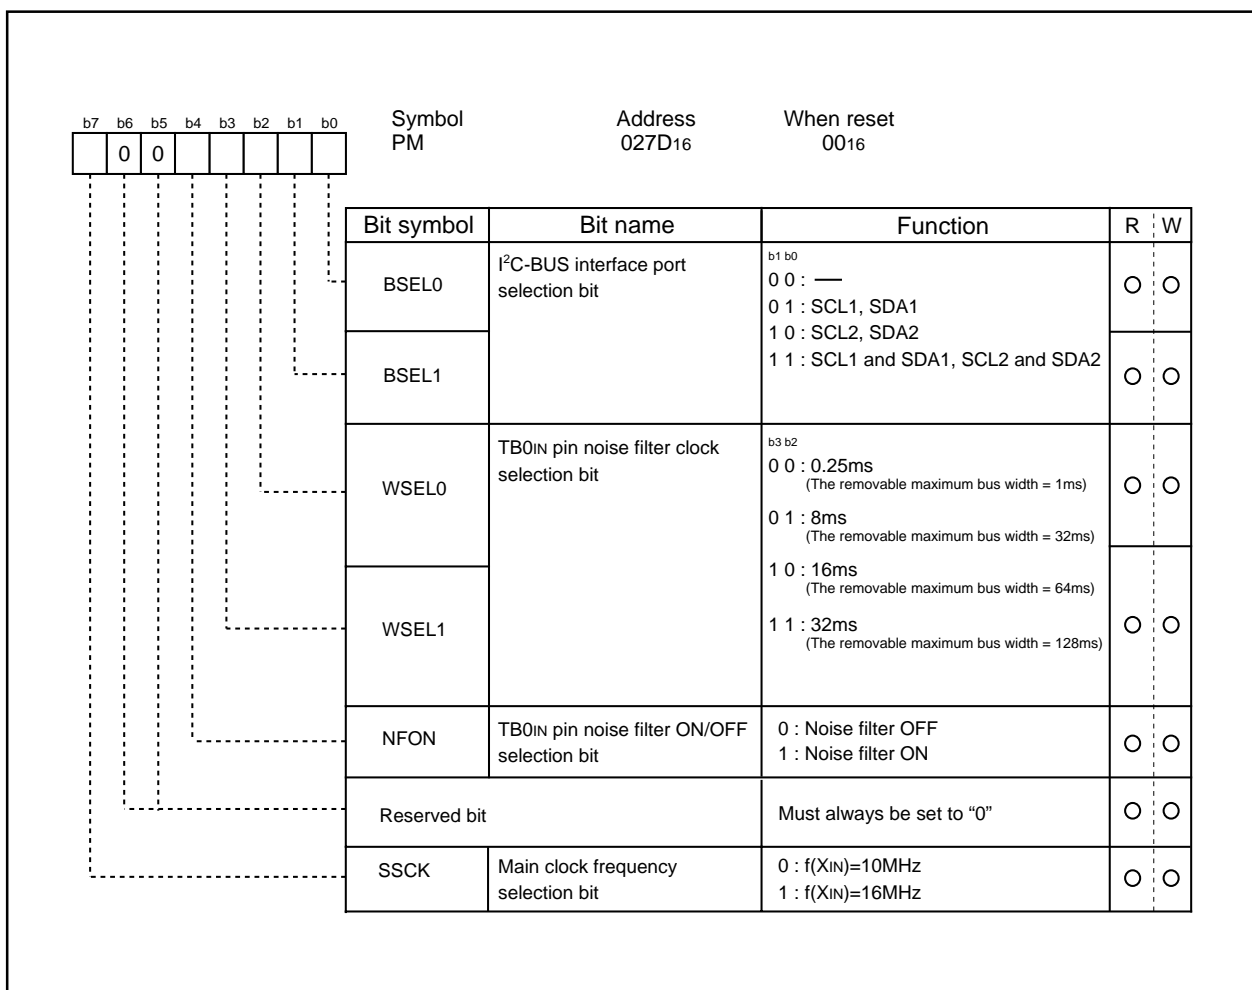 b7 b6 b5 b4 b3 b2 b1 b0
0 0
Symbol Address When reset
PM 027D16 0016
Bit symbol Bit name Function R W
BSEL0
I2C-BUS interface port
selection bit
b1 b0
0 0 : —
0 1 : SCL1, SDA1
1 0 : SCL2, SDA2
1 1 : SCL1 and SDA1, SCL2 and SDA2
BSEL1
WSEL0
TB0IN pin noise filter clock
selection bit
b3 b2
0 0 : 0.25ms
(The removable maximum bus width = 1ms)
0 1 : 8ms
(The removable maximum bus width = 32ms)
1 0 : 16ms
(The removable maximum bus width = 64ms)
1 1 : 32ms
(The removable maximum bus width = 128ms)
WSEL1
NFON
TB0IN pin noise filter ON/OFF
selection bit
0 : Noise filter OFF
1 : Noise filter ON
Reserved bit
Must always be set to “0”
SSCK
Main clock frequency
selection bit
0 : f(XIN)=10MHz
1 : f(XIN)=16MHz